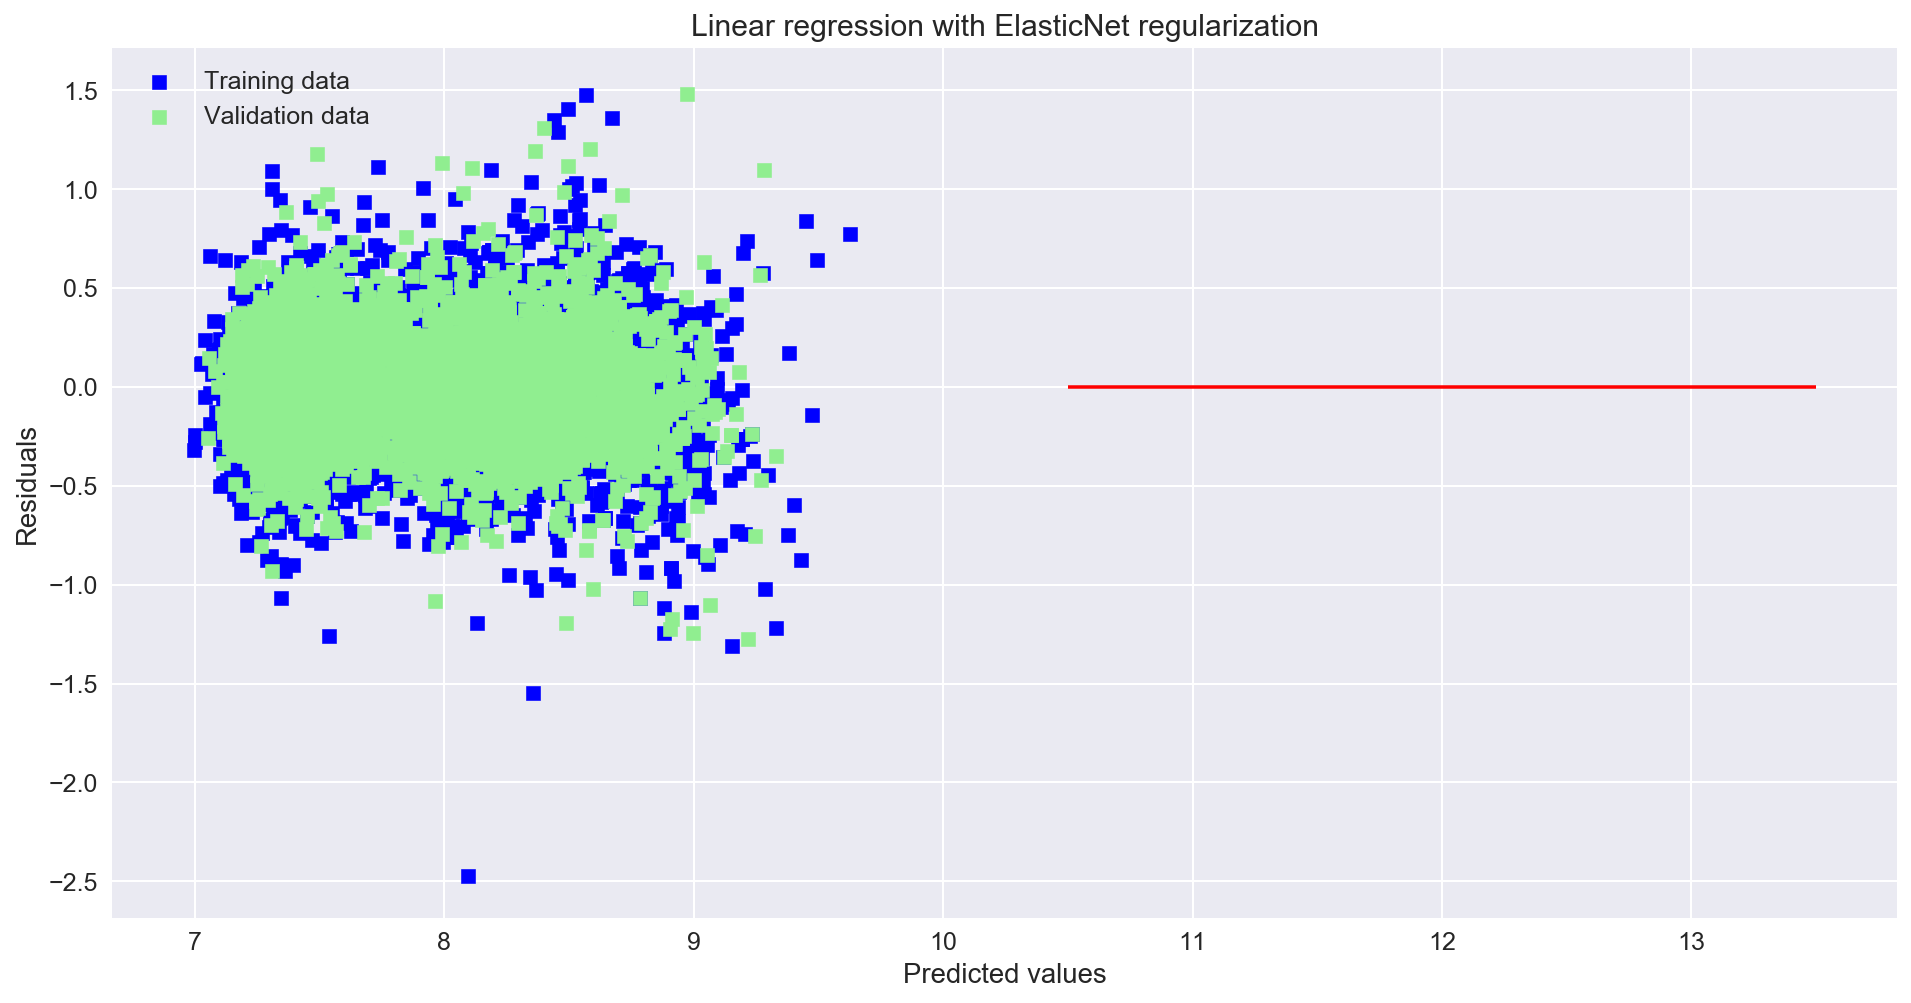 Linear regression with ElasticNet regularization
Training data
Validation data
1.5
1.0
0.5
0.0
−0.5
−1.0
−1.5
−2.0
−2.5
Residuals
7 8 9 10 11 12 13
Predicted values